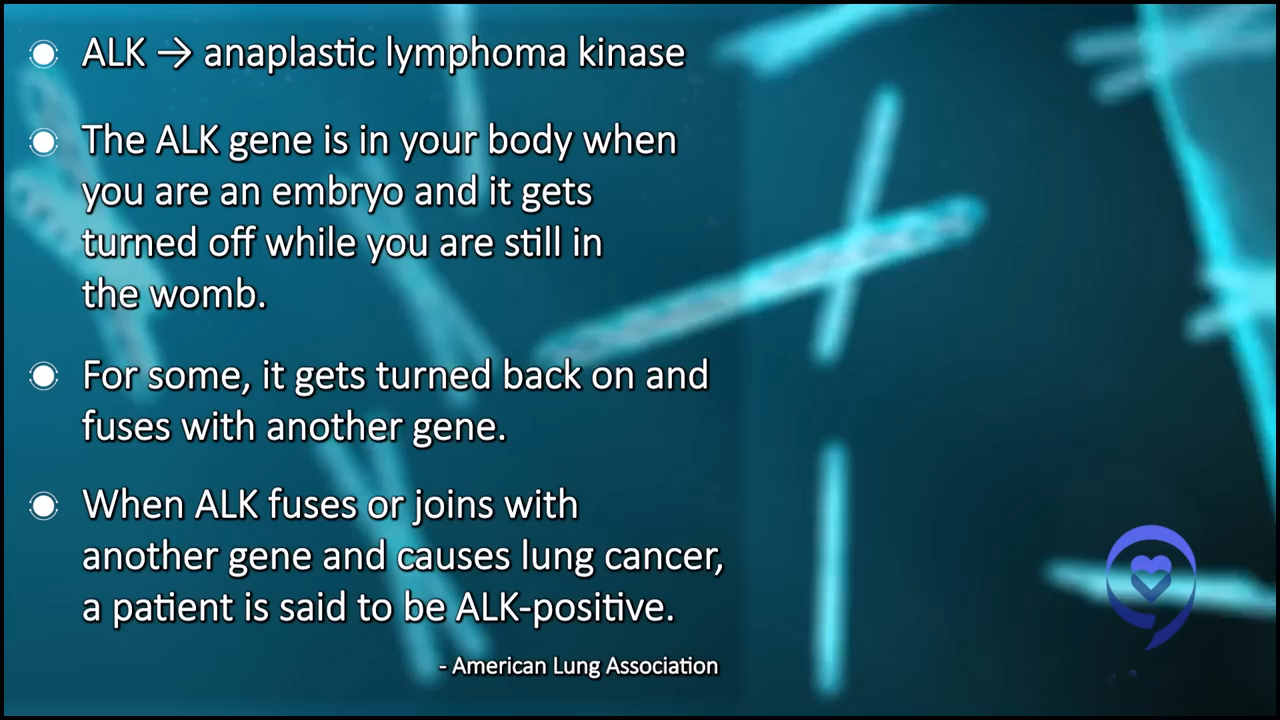 ALK → anaplastic lymphoma kinase
The ALK gene is in your body when
you are an embryo and it gets
turned off while you are still in
the womb.
For some, it gets turned back on and
fuses with another gene.
When ALK fuses or joins with
another gene and causes lung cancer,
a patient is said to be ALK-positive.
- American Lung Association